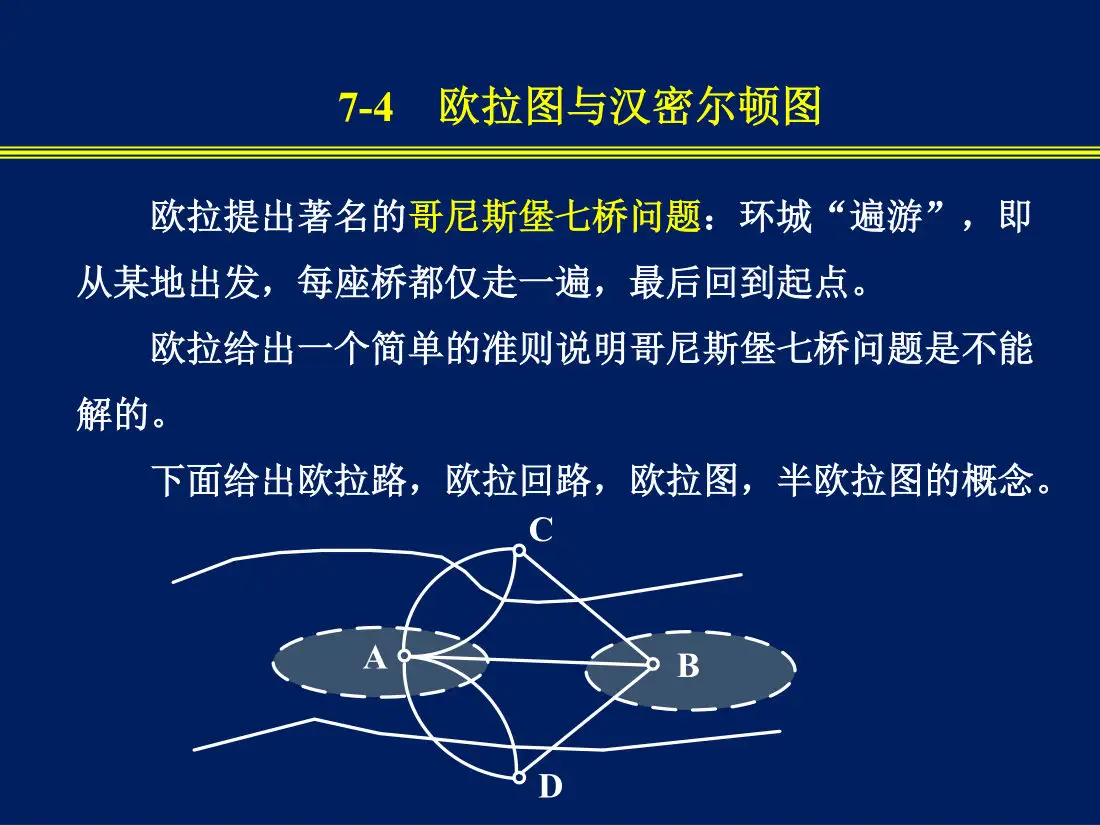 7-4 欧拉图与汉密尔顿图
欧拉提出著名的哥尼斯堡七桥问题：环城“遍游”，即
从某地出发，每座桥都仅走一遍，最后回到起点。
欧拉给出一个简单的准则说明哥尼斯堡七桥问题是不能
解的。
下面给出欧拉路，欧拉回路，欧拉图，半欧拉图的概念。
C
A
B
D